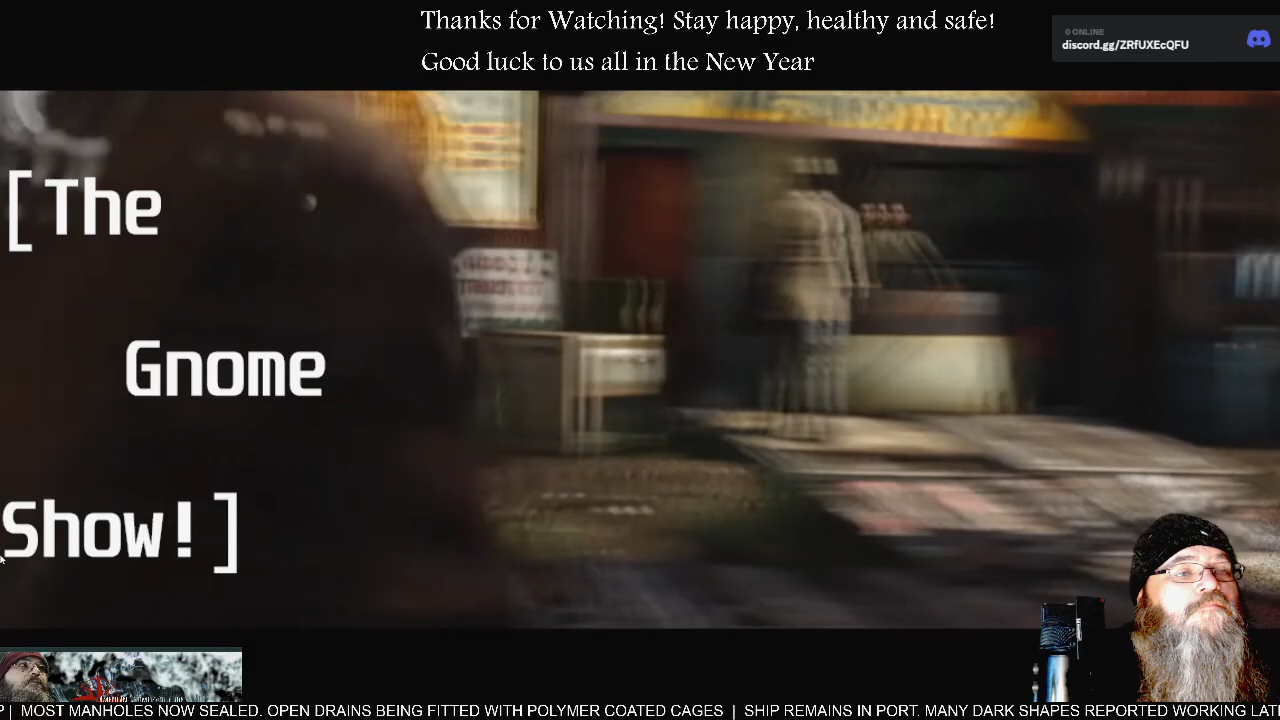 Thanks for Watching! Stay happy, healthy and safe!
Good luck to us all in the New Year
0 ONLINE
discord.gg/ZRfUXEcQFU
[The
Gnome
Show!]
P | MOST MANHOLES NOW SEALED. OPEN DRAINS BEING FITTED WITH POLYMER COATED CAGES | SHIP REMAINS IN PORT. MANY DARK SHAPES REPORTED WORKING LAT